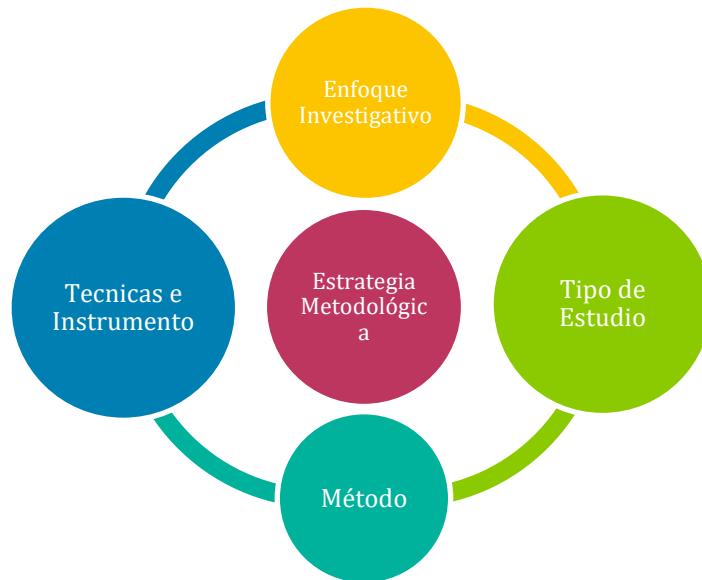 Enfoque
Investigativo
Tecnicas e
Instrumento
Estrategia
Metodológic
a
Tipo de
Estudio
Método